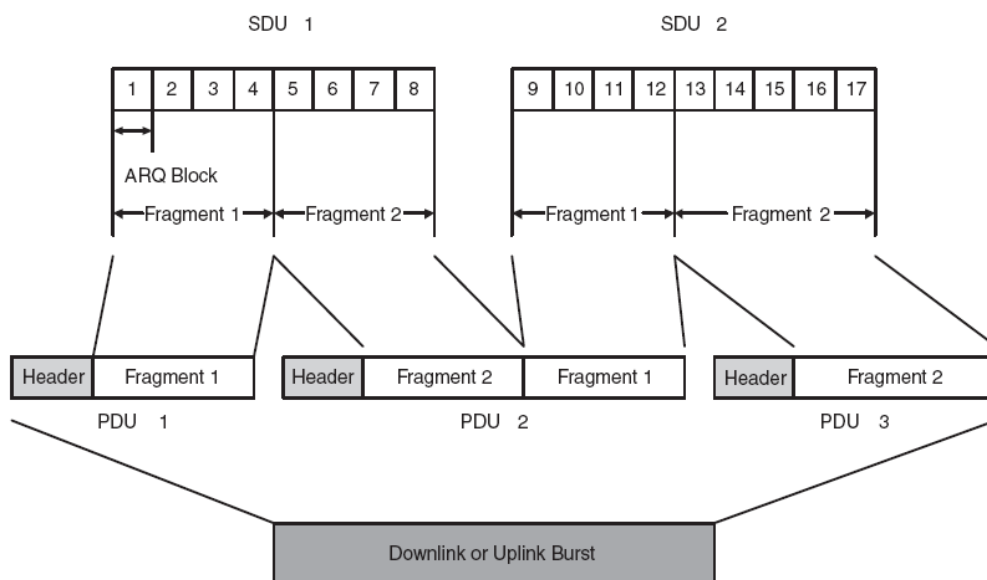 SDU 1 SDU 2
1 2 3 4 5 6 7 8 9 10 11 12 13 14 15 16 17
ARQ Block
Fragment 1 Fragment 2 Fragment 1 Fragment 2
Header Fragment 1 Header Fragment 2 Fragment 1 Header Fragment 2
PDU 1 PDU 2 PDU 3
Downlink or Uplink Burst